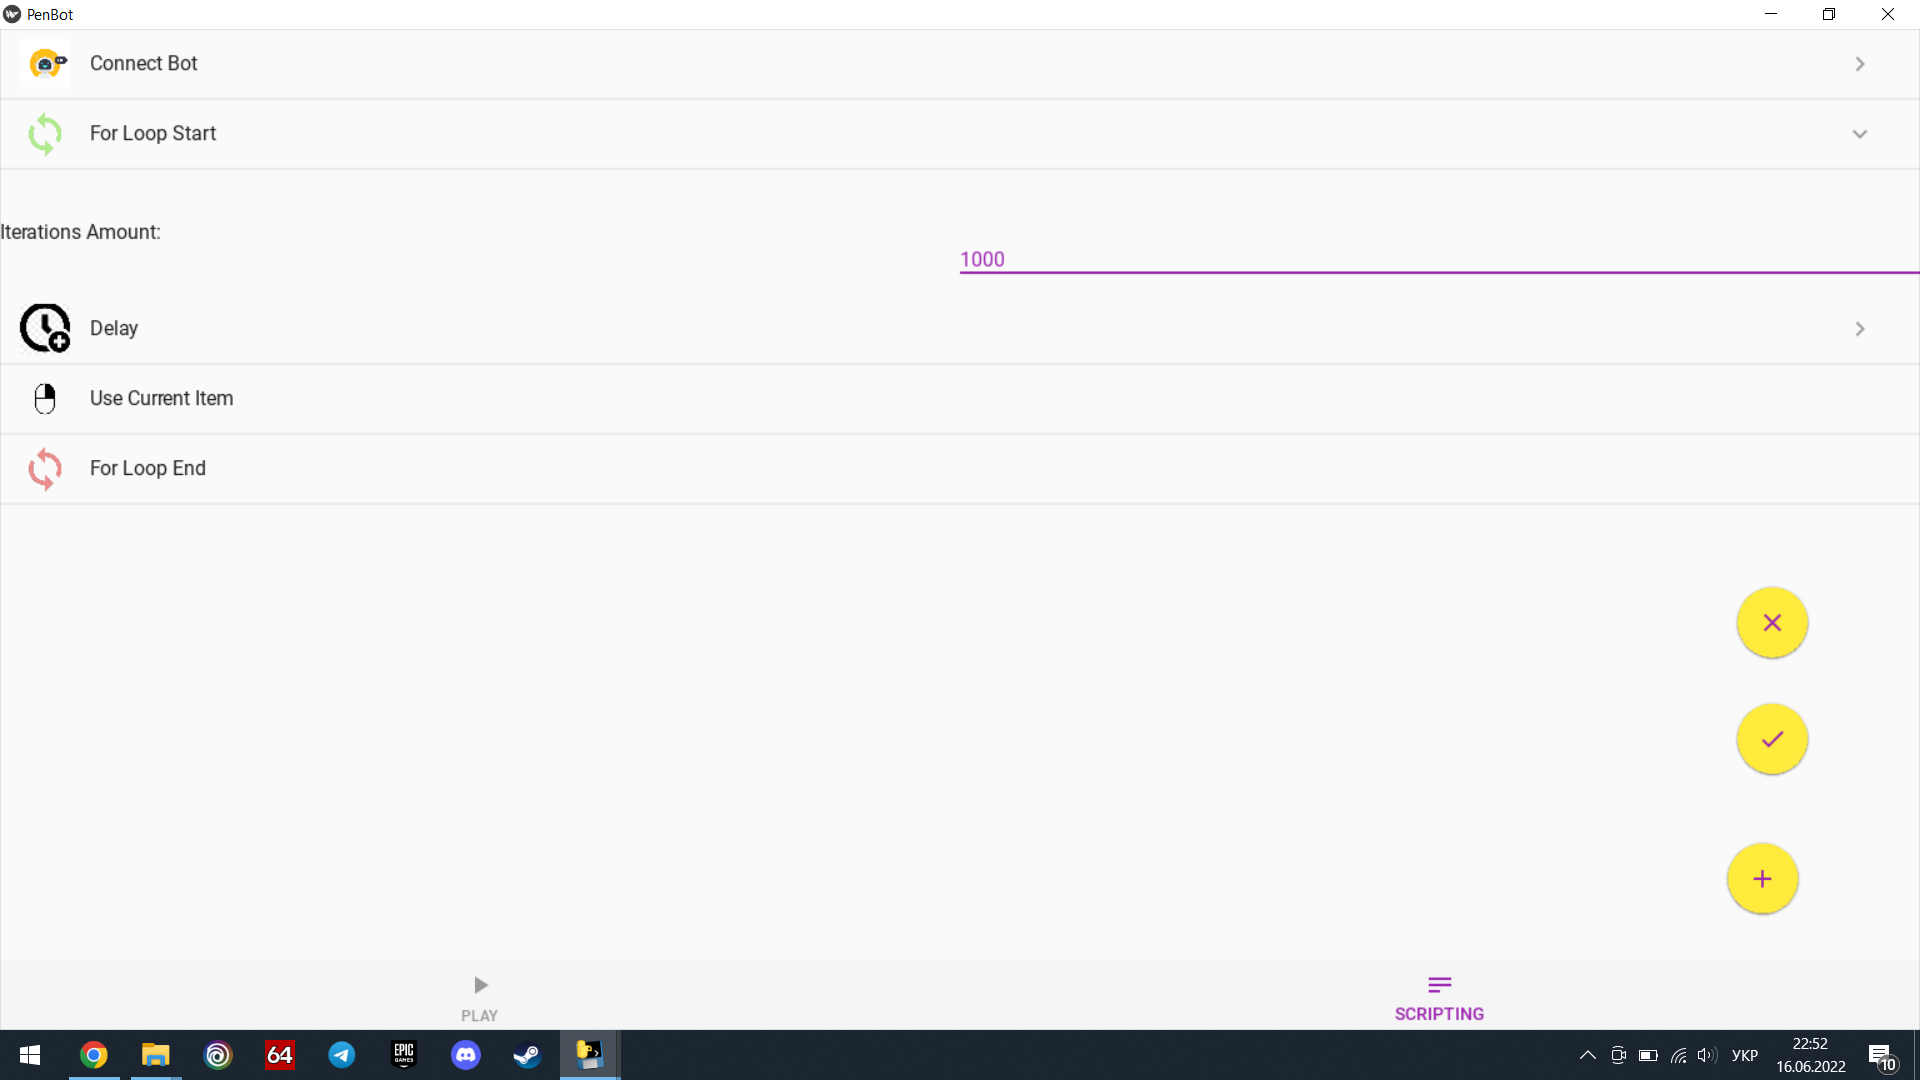 PenBot
Connect Bot
For Loop Start
Iterations Amount:
1000
Delay
Use Current Item
For Loop End
PLAY
SCRIPTING
64
EPIC
GAMES
УКР
22:52
16.06.2022
10